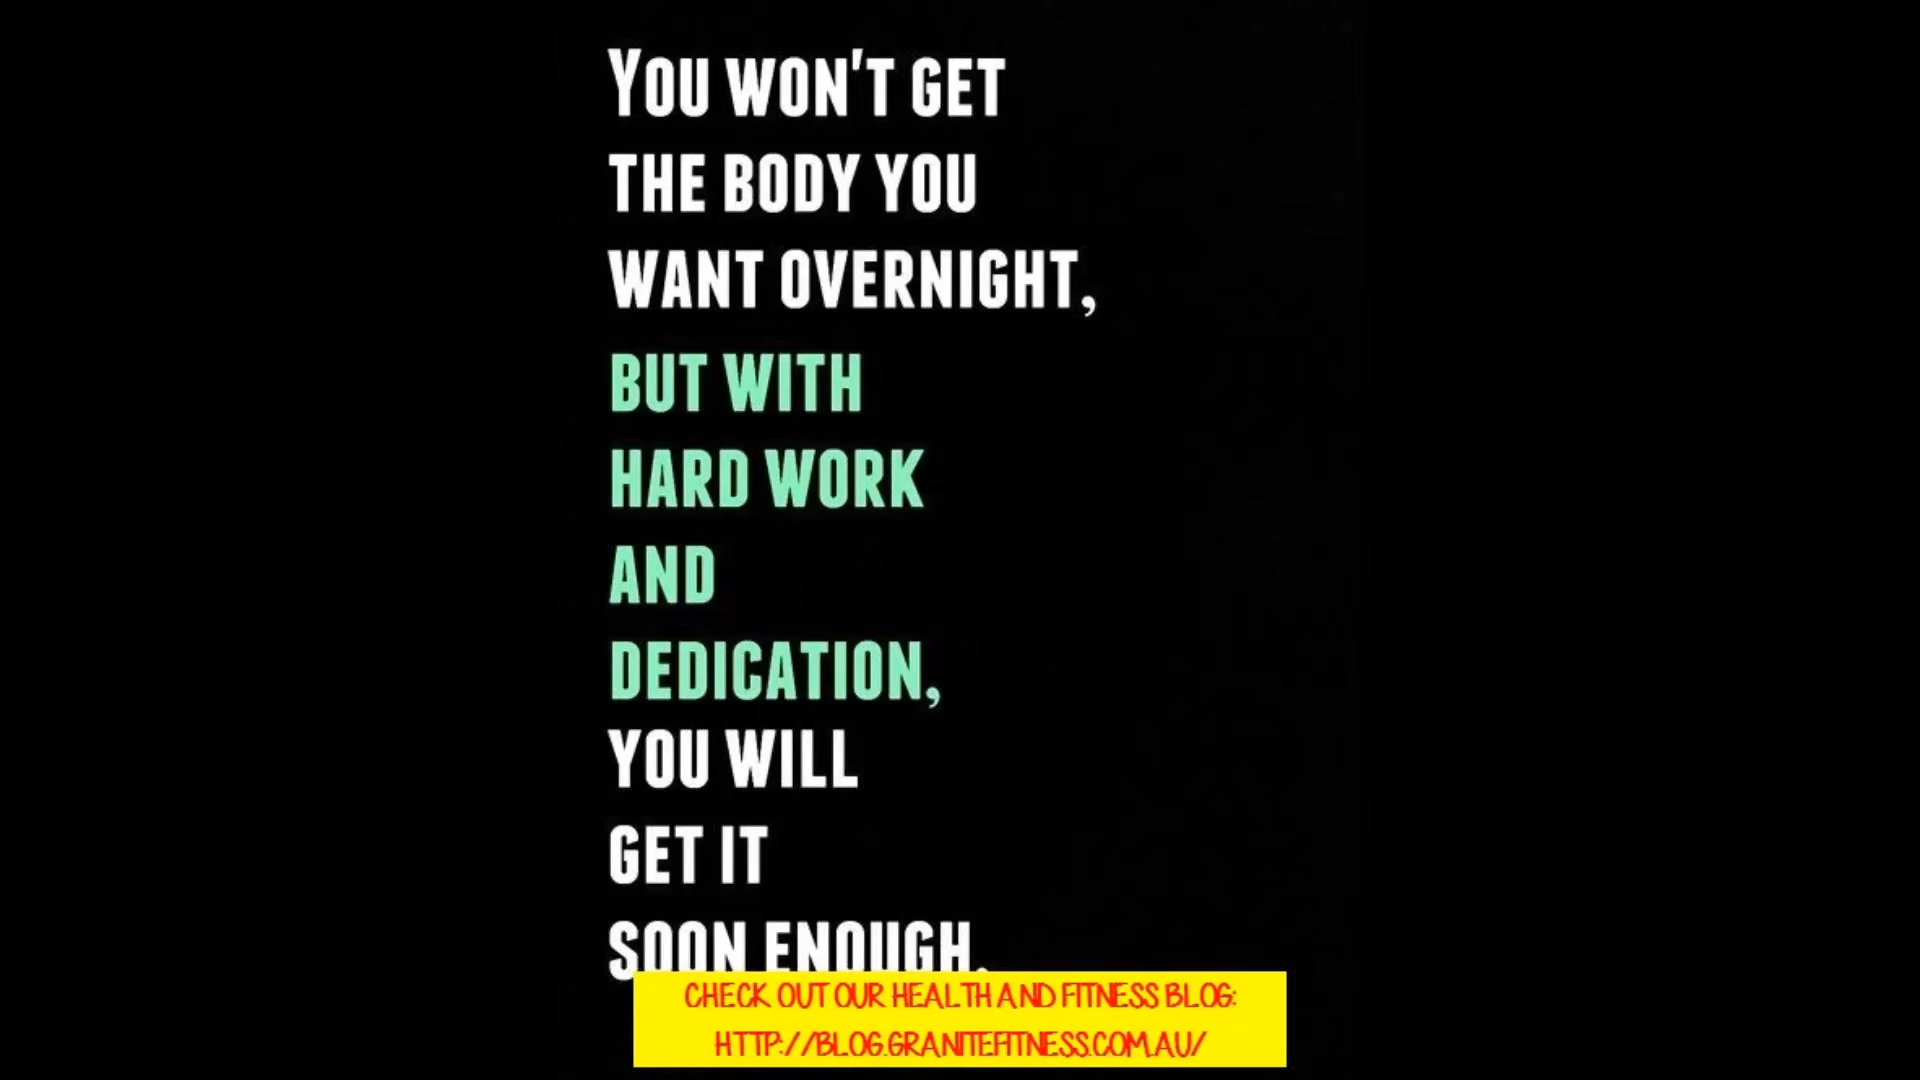 YOU WON'T GET
THE BODY YOU
WANT OVERNIGHT,
BUT WITH
HARD WORK
AND
DEDICATION,
YOU WILL
GET IT
SOON ENOUGH.
CHECK OUT OUR HEALTH AND FITNESS BLOG:
HTTP://BLOG.GRANITEFITNESS.COM.AU/